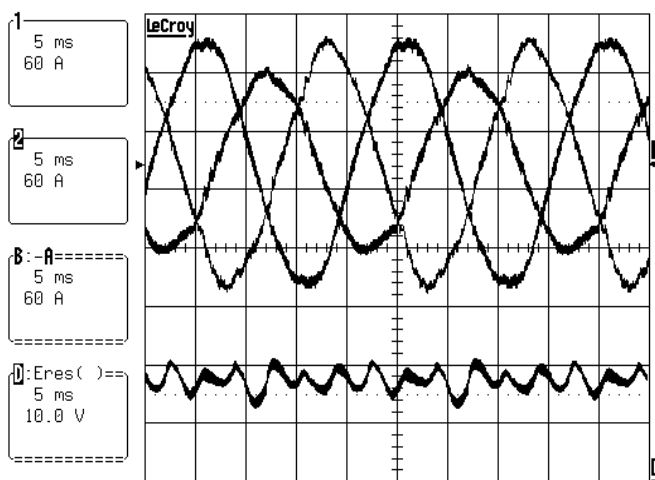 1
5 ms
60 A
2
5 ms
60 A
B:-A======
5 ms
60 A
=========
D:Eres( )==
5 ms
10.0 V
=========
LeCroy